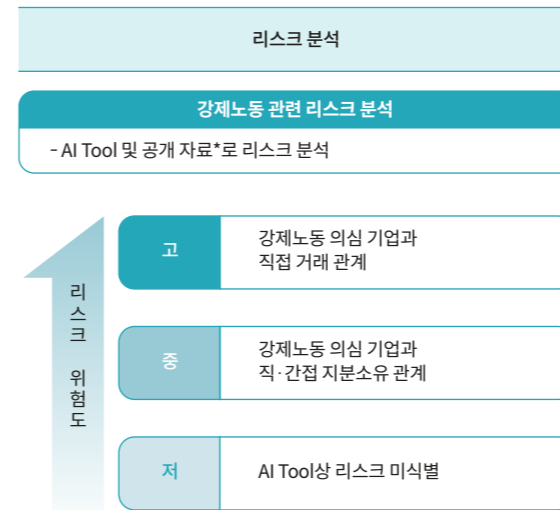 리스크 분석
강제노동 관련 리스크 분석
- AI Tool 및 공개 자료*로 리스크 분석
리스크 위험도
고
강제노동 의심 기업과
직접 거래 관계
중
강제노동 의심 기업과
직·간접 지분소유 관계
저
AI Tool상 리스크 미식별